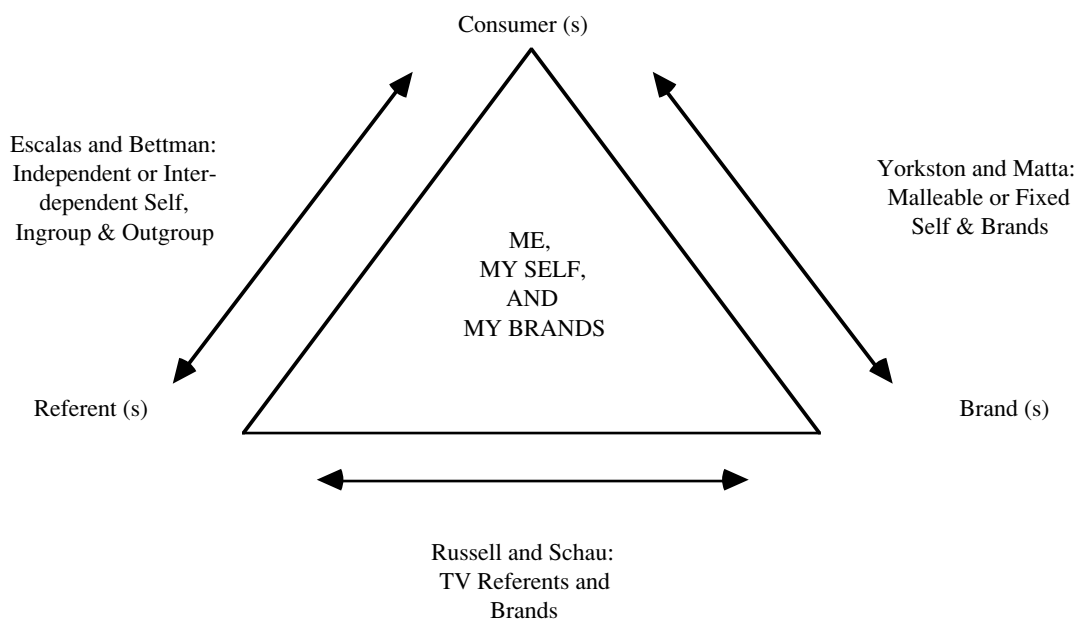 Consumer (s)
Escalas and Bettman:
Independent or Inter-
dependent Self,
Ingroup & Outgroup
Yorkston and Matta:
Malleable or Fixed
Self & Brands
ME,
MY SELF,
AND
MY BRANDS
Referent (s)
Brand (s)
Russell and Schau:
TV Referents and
Brands